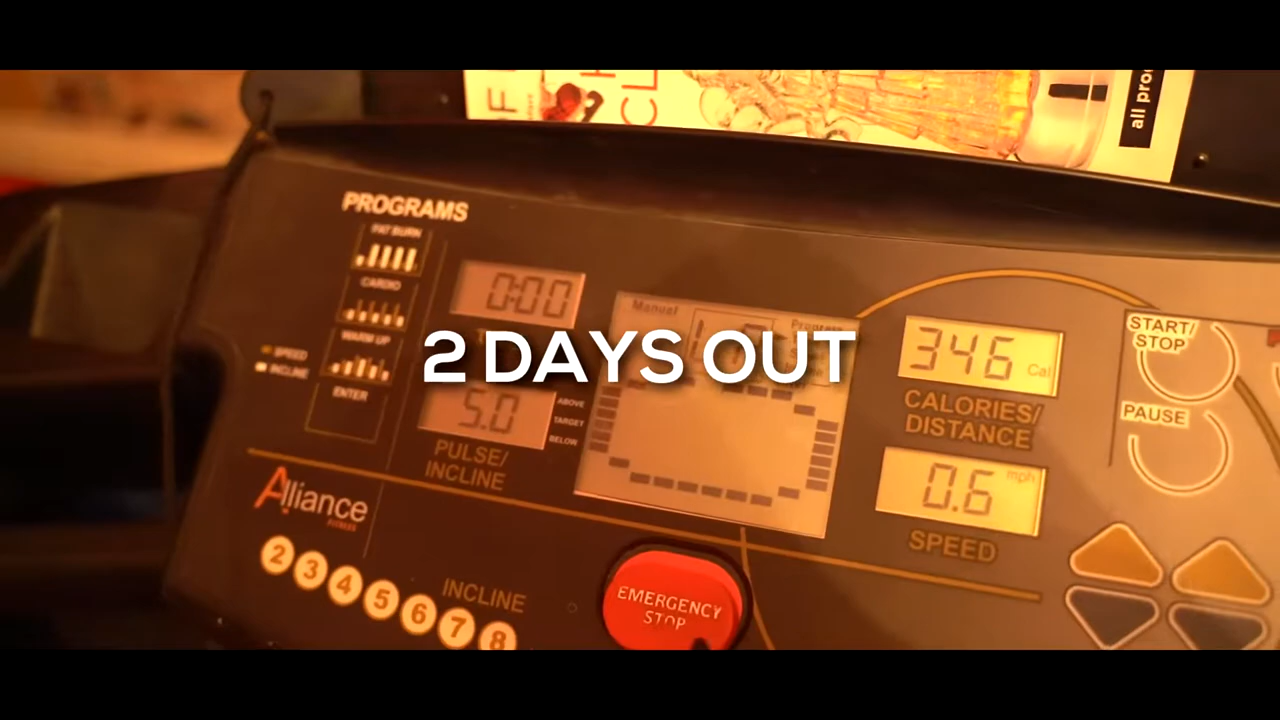 all pro
PROGRAMS
FAT BURN
CARDIO
WARM UP
SPEED
INCLINE
ENTER
0:00
Manual
2 DAYS OUT
5.0
ABOVE
TARGET
BELOW
PULSE/
INCLINE
346 Cal
CALORIES/
DISTANCE
0.6 mph
SPEED
START/
STOP
PAUSE
Alliance
FITNESS
2 3 4 5 6 7 8
INCLINE
EMERGENCY
STOP